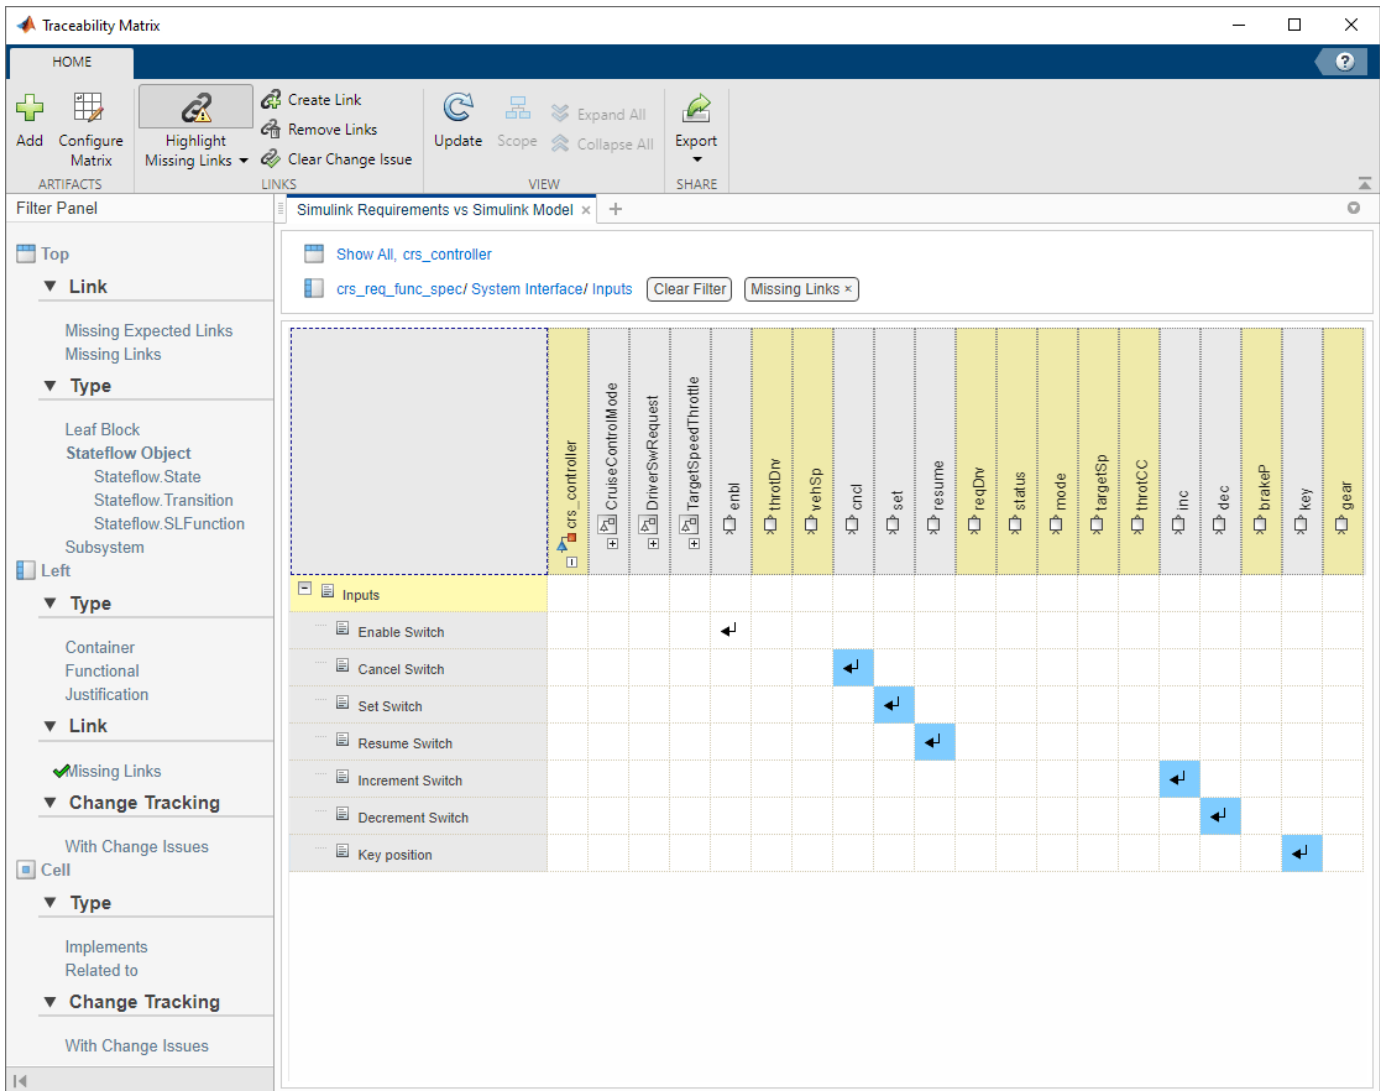 Traceability Matrix
HOME
?
Add
Configure Matrix
ARTIFACTS
Highlight Missing Links
Create Link
Remove Links
Clear Change Issue
LINKS
Update
Scope
Expand All
Collapse All
VIEW
Export
SHARE
Filter Panel
Top
Link
Missing Expected Links
Missing Links
Type
Leaf Block
Stateflow Object
Stateflow.State
Stateflow.Transition
Stateflow.SLFunction
Subsystem
Left
Type
Container
Functional
Justification
Link
Missing Links
Change Tracking
With Change Issues
Cell
Type
Implements
Related to
Change Tracking
With Change Issues
Simulink Requirements vs Simulink Model ×
Show All, crs_controller
crs_req_func_spec/ System Interface/ Inputs
Clear Filter
Missing Links ×
crs_controller
CruiseControlMode
DriverSwRequest
TargetSpeedThrottle
enbl
throtDrv
vehSp
cncl
set
resume
reqDrv
status
mode
targetSp
throtCC
inc
dec
brakeP
key
gear
Inputs
Enable Switch
Cancel Switch
Set Switch
Resume Switch
Increment Switch
Decrement Switch
Key position